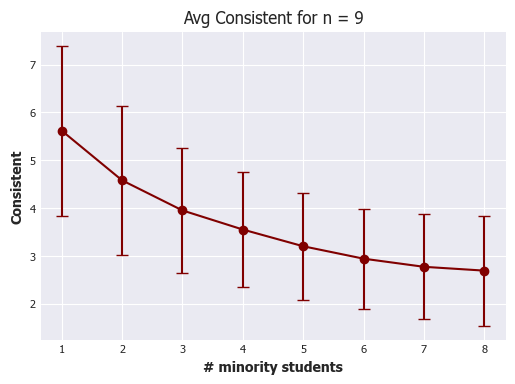 Avg Consistent for n = 9
Consistent
7
6
5
4
3
2
1 2 3 4 5 6 7 8
# minority students